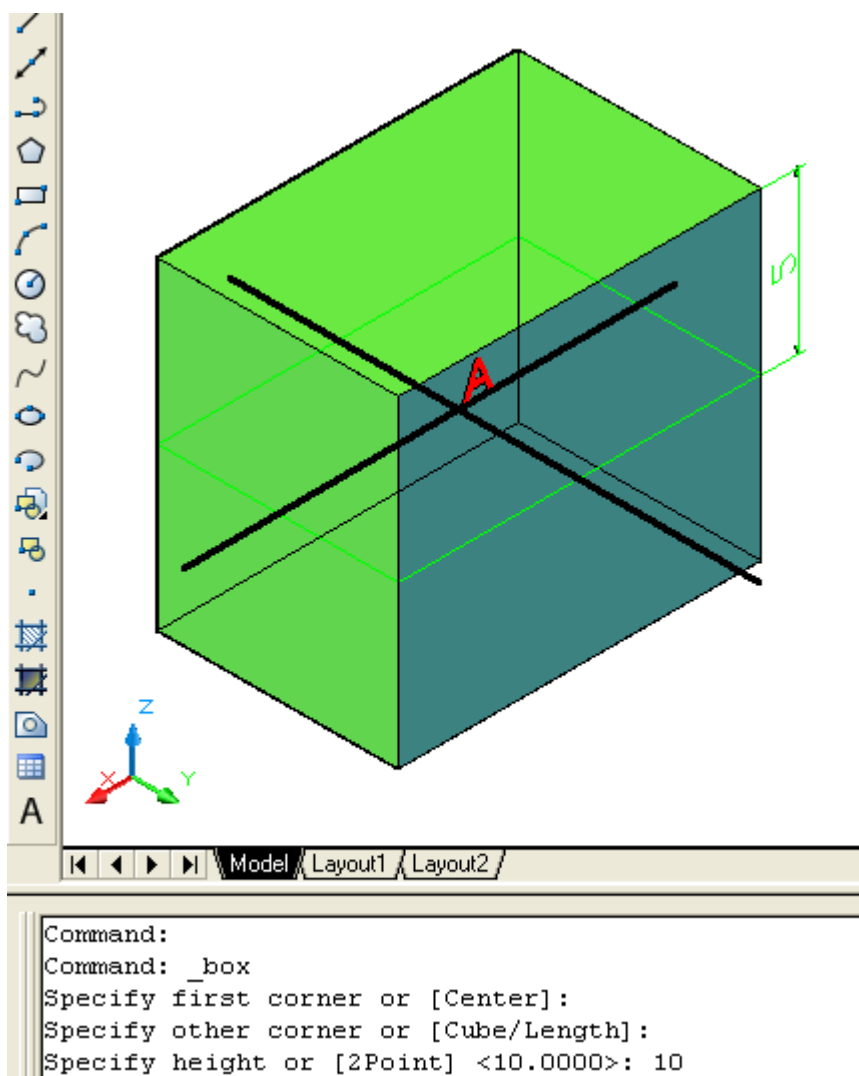 5
A
Z
X
Y
A
Model Layout1 Layout2
Command:
Command: _box
Specify first corner or [Center]:
Specify other corner or [Cube/Length]:
Specify height or [2Point] <10.0000>: 10